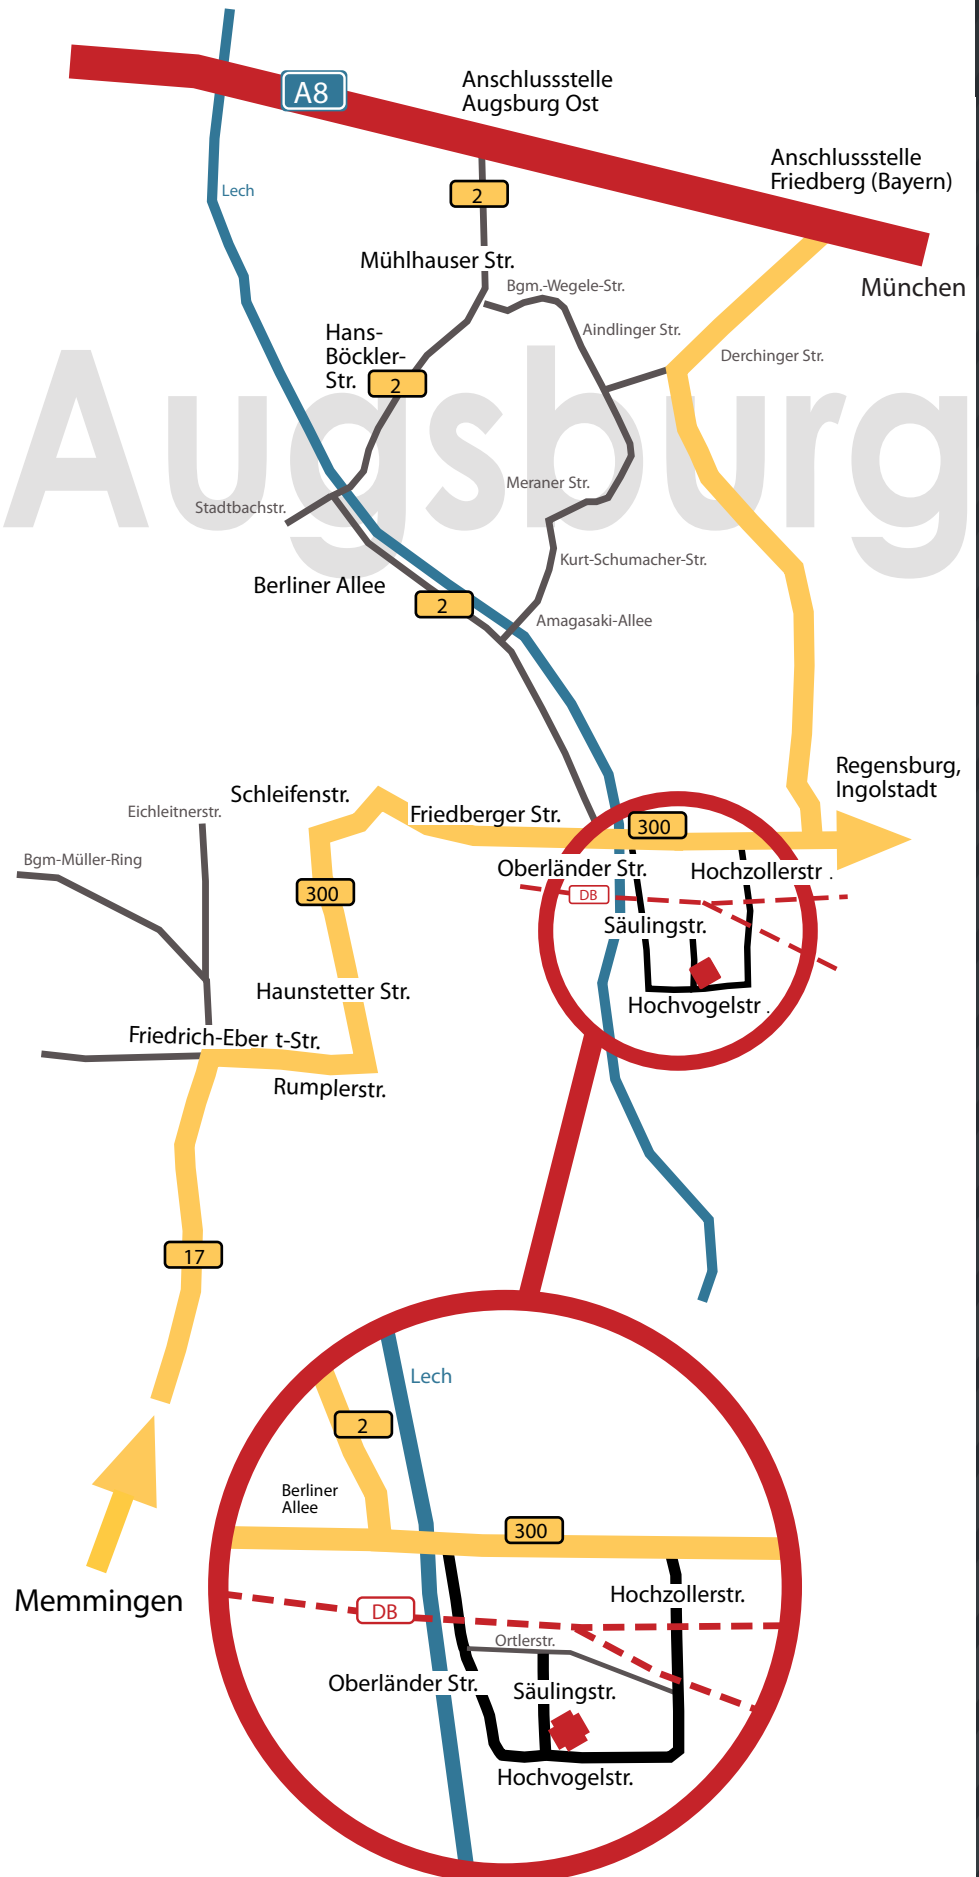 A8
Anschlussstelle
Augsburg Ost
Anschlussstelle
Friedberg (Bayern)
Lech
2
Mühlhauser Str.
München
Bgm.-Wegele-Str.
Aindlinger Str.
Hans-
Böckler-
Str.
2
Derchinger Str.
Augsburg
Meraner Str.
Stadtbachstr.
Kurt-Schumacher-Str.
Berliner Allee
2
Amagasaki-Allee
Regensburg,
Ingolstadt
Schleifenstr.
Eichleitnerstr.
Friedberger Str.
300
Bgm-Müller-Ring
Oberländer Str.
Hochzollerstr .
300
DB
Säulingstr.
Haunstetter Str.
Hochvogelstr .
Friedrich-Eber t-Str.
Rumplerstr.
17
Lech
2
Berliner
Allee
300
Memmingen
Hochzollerstr.
DB
Ortlerstr.
Oberländer Str.
Säulingstr.
Hochvogelstr.